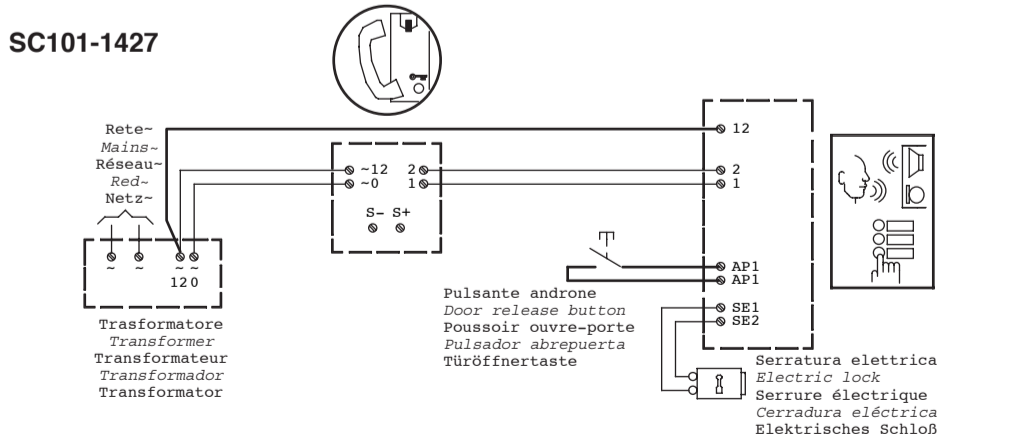 SC101-1427
Rete~
Mains~
Réseau~
Red~
Netz~
~ ~ ~ ~
12 0
Trasformatore
Transformer
Transformateur
Transformador
Transformator
~12 2
~0 1
S- S+
Pulsante androne
Door release button
Poussoir ouvre-porte
Pulsador abrepuerta
Türöffnertaste
12
2
1
AP1
AP1
SE1
SE2
Serratura elettrica
Electric lock
Serrure électrique
Cerradura eléctrica
Elektrisches Schloß